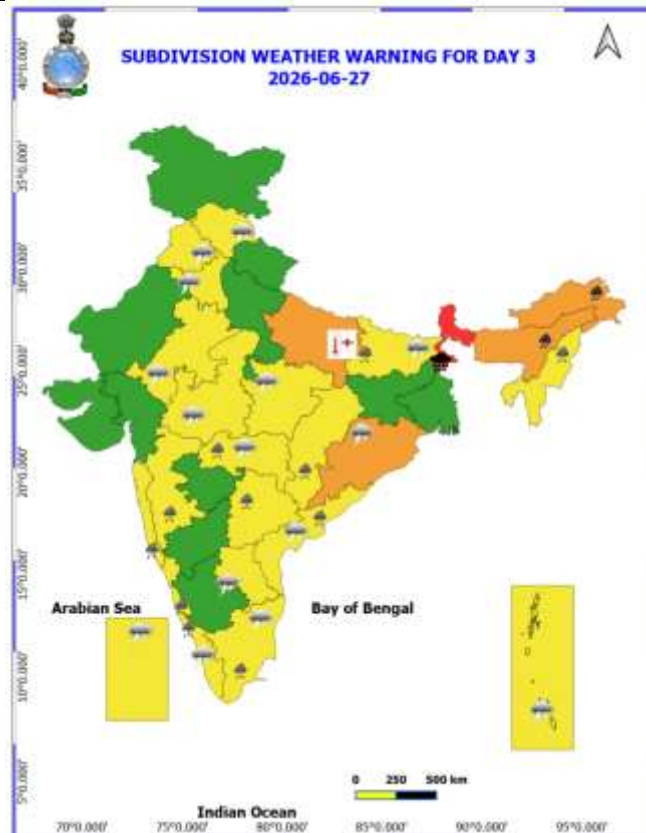 SUBDIVISION WEATHER WARNING FOR DAY 3
2026-06-27
40°0.000'
35°0.000'
30°0.000'
25°0.000'
20°0.000'
15°0.000'
10°0.000'
5°0.000'
Arabian Sea
Bay of Bengal
0 250 500 km
Indian Ocean
70°0.000' 75°0.000' 80°0.000' 85°0.000' 90°0.000' 95°0.000'